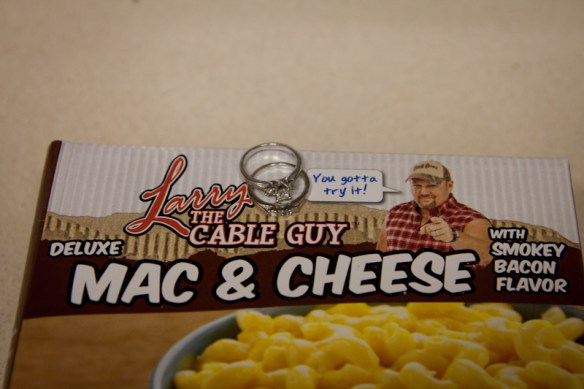 Larry
THE
CABLE GUY
You gotta
try it!
DELUXE
MAC & CHEESE
WITH
SMOKEY
BACON
FLAVOR